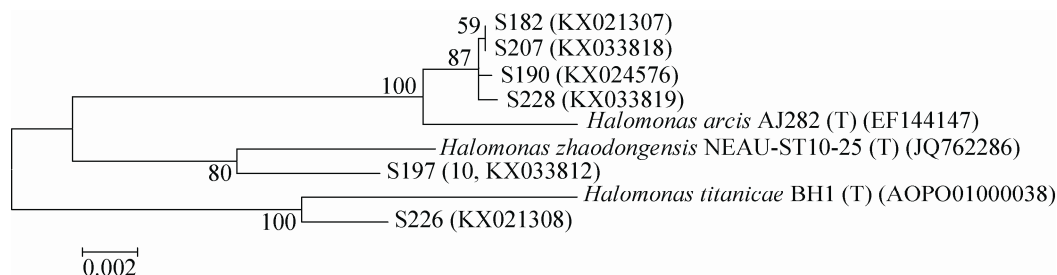 59
S182 (KX021307)
S207 (KX033818)
87
S190 (KX024576)
100
S228 (KX033819)
Halomonas arcis AJ282 (T) (EF144147)
Halomonas zhaodongensis NEAU-ST10-25 (T) (JQ762286)
80
S197 (10, KX033812)
Halomonas titanicae BH1 (T) (AOPO01000038)
100
S226 (KX021308)
0.002